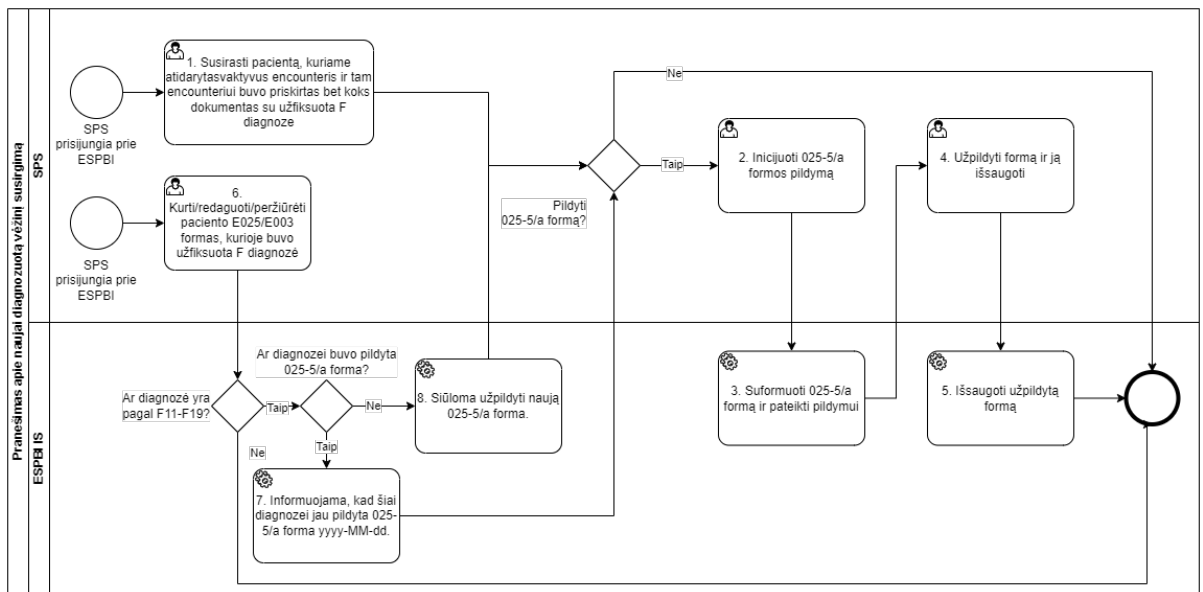 Pranešimas apie naujai diagnozuotą vėžinį susirgimą
SPS
SPS
prisijungia prie
ESPBI
1. Susirasti pacientą, kuriame
atidarytasvaktyvus encounteris ir tam
encounteriui buvo priskirtas bet koks
dokumentas su užfiksuota F
diagnoze
SPS
prisijungia prie
ESPBI
6.
Kurti/redaguoti/peržiūrėti
paciento E025/E003
formas, kurioje buvo
užfiksuota F diagnozė
Pildyti
025-5/a formą?
Ne
Taip
2. Inicijuoti 025-5/a
formos pildymą
4. Užpildyti formą ir ją
išsaugoti
ESPBI IS
Ar diagnozė yra
pagal F11-F19?
Taip
Ne
Ar diagnozei buvo pildyta
025-5/a forma?
Ne
Taip
8. Siūloma užpildyti naują
025-5/a forma.
7. Informuojama, kad šiai
diagnozei jau pildyta 025-
5/a forma yyyy-MM-dd.
3. Suformuoti 025-5/a
formą ir pateikti pildymui
5. Išsaugoti užpildytą
formą